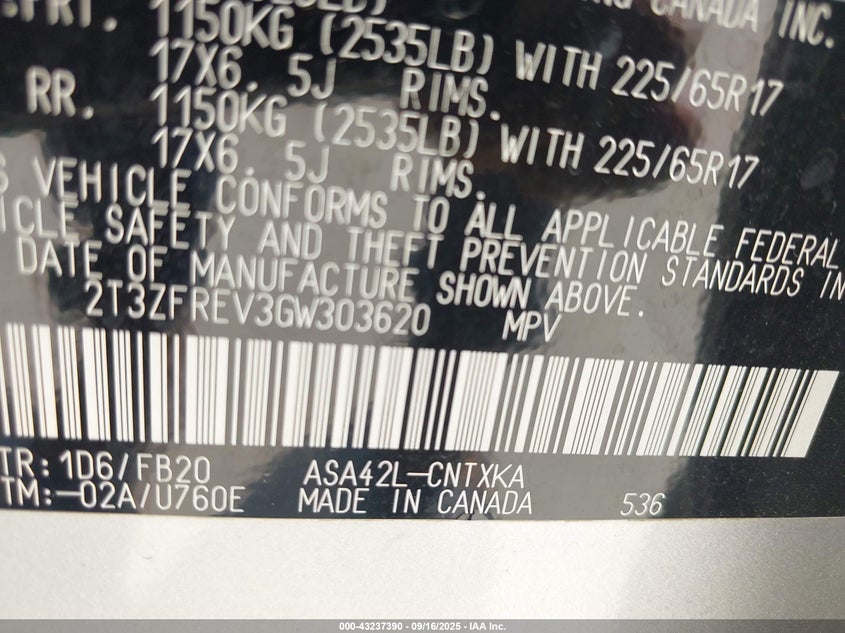 CANADA INC.
FRT. 1150KG (2535LB) WITH 225/65R17
17X6.5J RIMS.
RR. 1150KG (2535LB) WITH 225/65R17
17X6.5J RIMS.
S VEHICLE CONFORMS TO ALL APPLICABLE FEDERAL
ICLE SAFETY AND THEFT PREVENTION STANDARDS IN
DATE OF MANUFACTURE SHOWN ABOVE.
2T3ZFREV3GW303620 MPV
TR: 1D6/FB20 ASA42L-CNTXKA
TM:-02A/U760E MADE IN CANADA 536
000-43237390 - 09/16/2025 - IAA Inc.